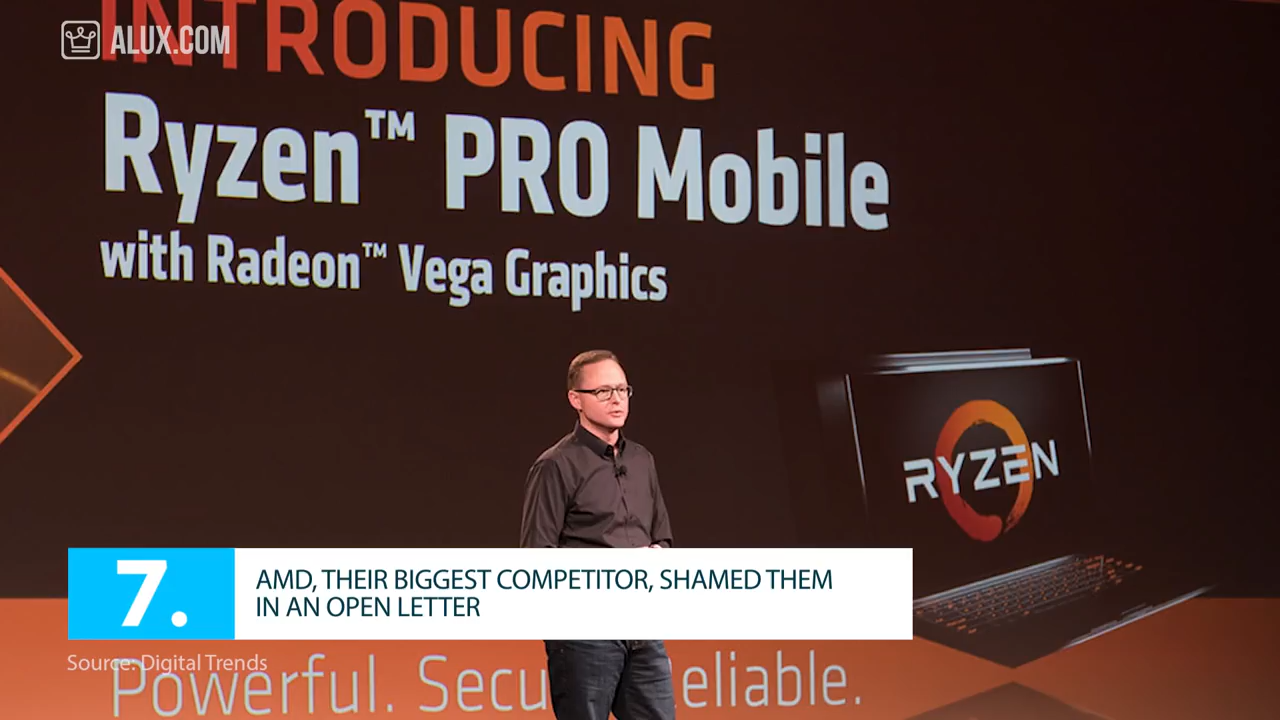 ALUX.COM
INTRODUCING
Ryzen™ PRO Mobile
with Radeon™ Vega Graphics
RYZEN
7.
AMD, THEIR BIGGEST COMPETITOR, SHAMED THEM
IN AN OPEN LETTER
Source: Digital Trends
Powerful. Secu eliable.